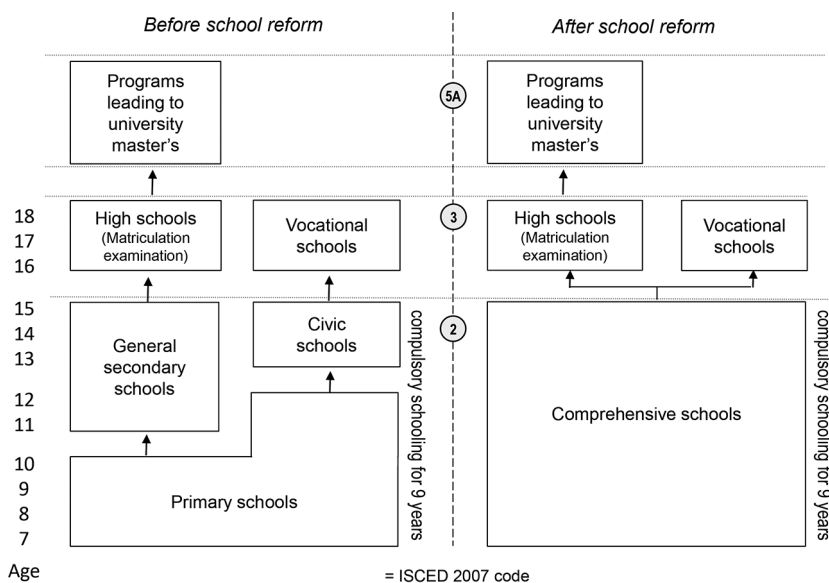 Before school reform
After school reform
Programs
leading to
university
master's
5A
Programs
leading to
university
master's
18
17
16
High schools
(Matriculation
examination)
Vocational
schools
3
High schools
(Matriculation
examination)
Vocational
schools
15
14
13
12
11
10
9
8
7
General
secondary
schools
Civic
schools
Primary schools
compulsory schooling for 9 years
2
Comprehensive schools
compulsory schooling for 9 years
Age
= ISCED 2007 code